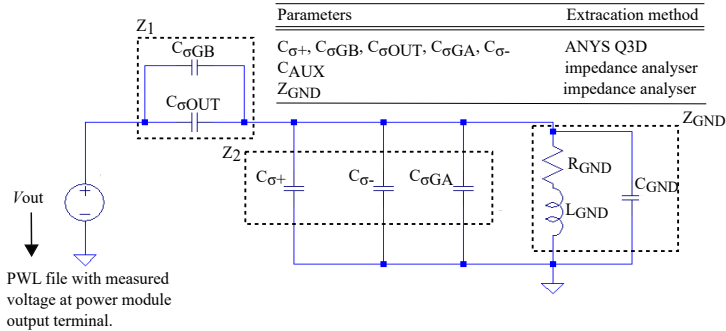 Parameters Extracation method
Cσ+, CσGB, CσOUT, CσGA, Cσ- ANYS Q3D
CAUX impedance analyser
ZGND impedance analyser
Z1
CσGB
CσOUT
ZGND
Z2
Cσ+ Cσ- CσGA
RGND
CGND
LGND
Vout
PWL file with measured
voltage at power module
output terminal.